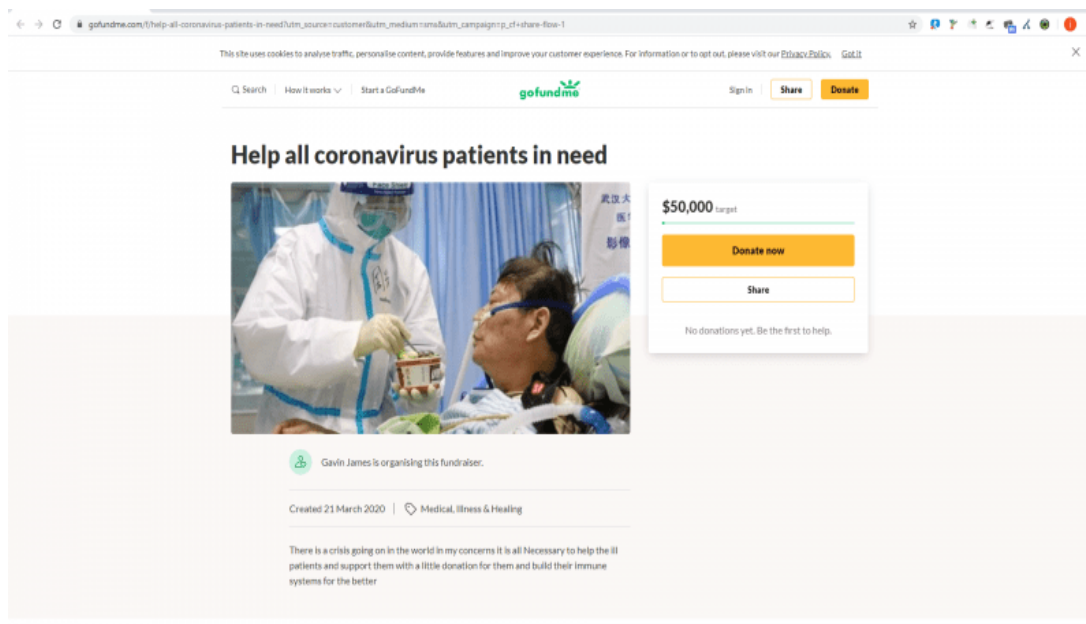 gofundme.com/f/help-all-coronavirus-patients-in-need?utm_source=customer&utm_medium=sms&utm_campaign=p_cf+share-flow-1
This site uses cookies to analyse traffic, personalise content, provide features and improve your customer experience. For information or to opt out, please visit our Privacy Policy. Got it
Search How it works Start a GoFundMe gofundme Sign in Share Donate
Help all coronavirus patients in need
武汉大
医
影像
$50,000 target
Donate now
Share
No donations yet. Be the first to help.
Gavin James is organising this fundraiser.
Created 21 March 2020 Medical, Illness & Healing
There is a crisis going on in the world in my concerns it is all Necessary to help the ill
patients and support them with a little donation for them and build their immune
systems for the better